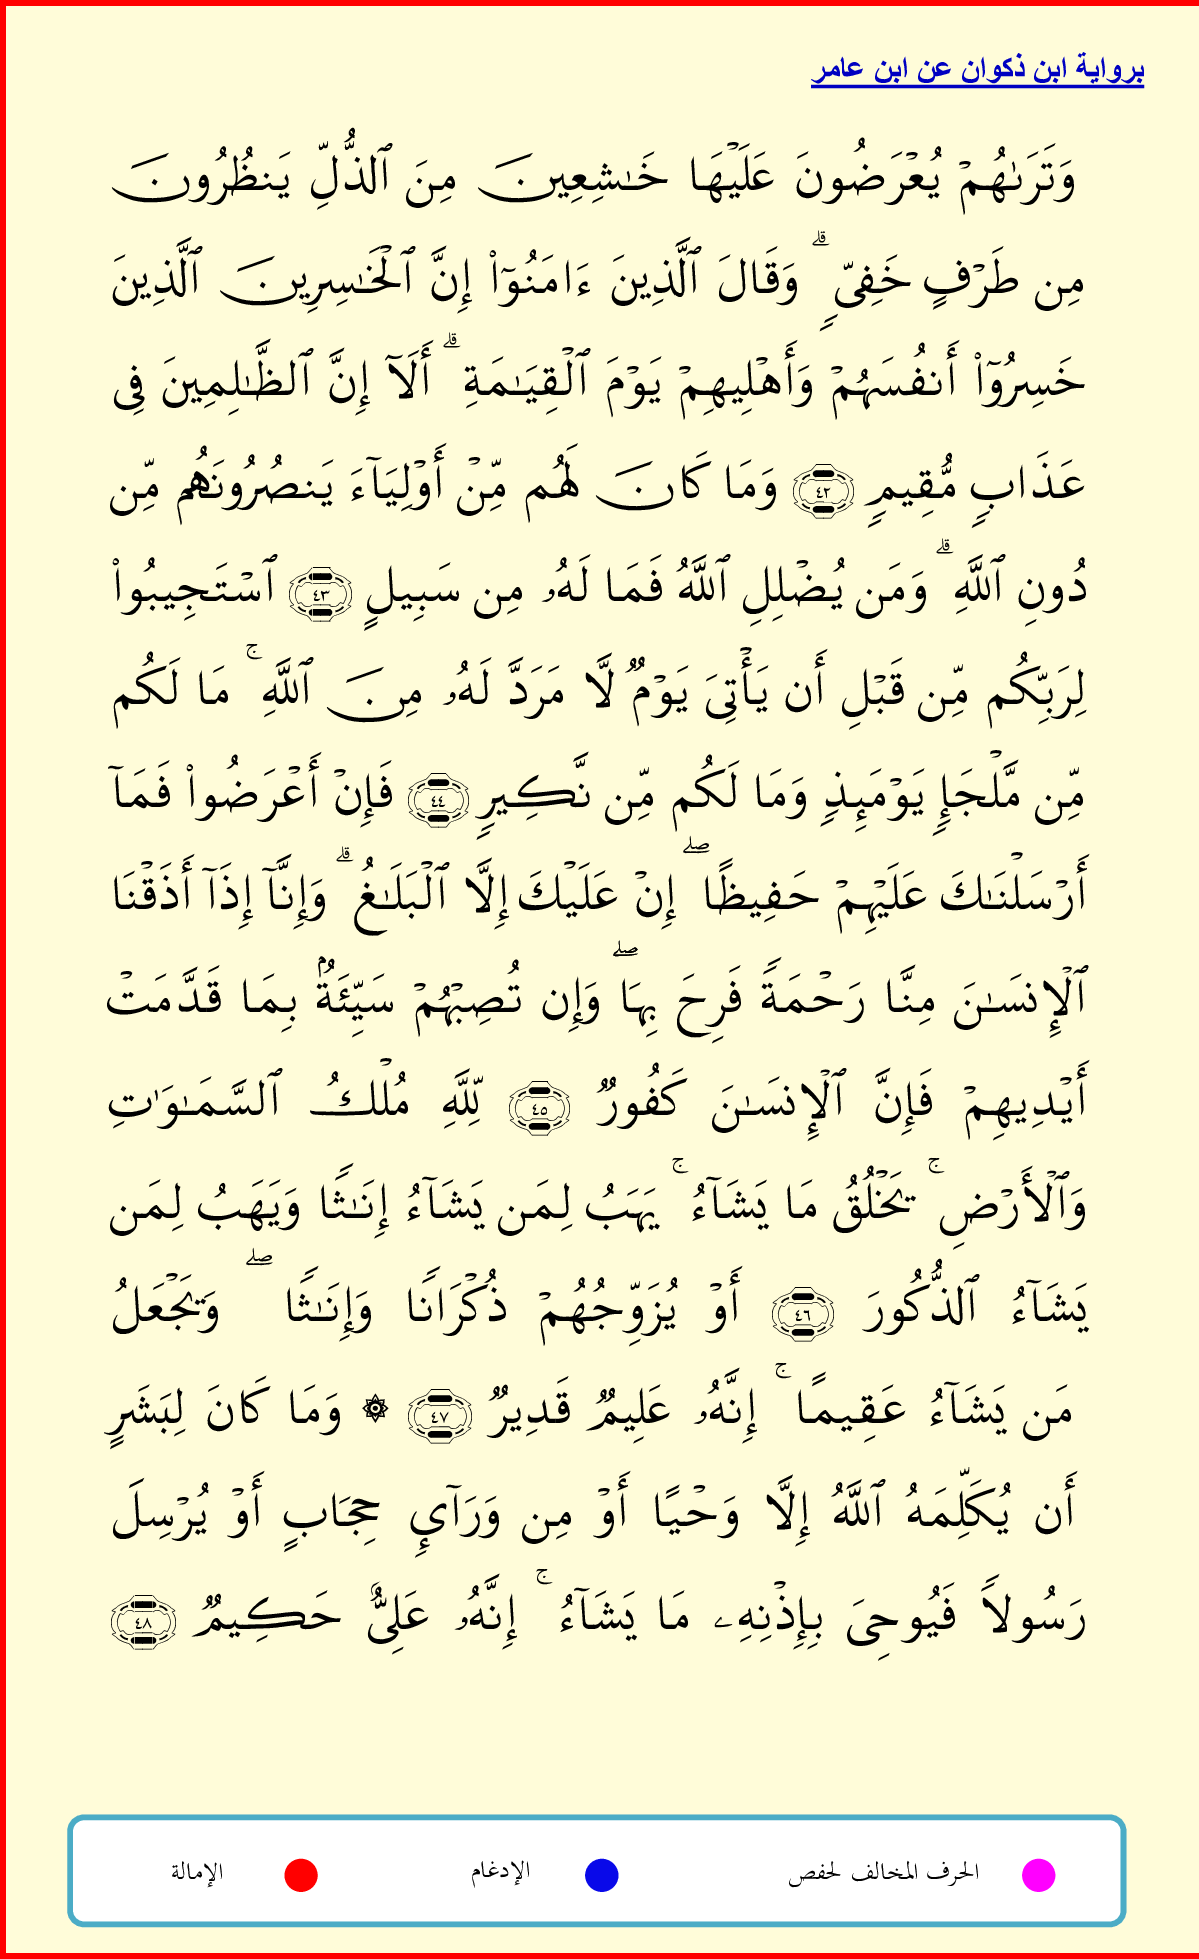 برواية ابن ذكوان عن ابن عامر
وَتَرَىٰهُمۡ يُعۡرَضُونَ عَلَيۡهَا خَٰشِعِينَ مِنَ ٱلذُّلِّ يَنظُرُونَ
مِن طَرۡفٍ خَفِيّٖ ۗ وَقَالَ ٱلَّذِينَ ءَامَنُوٓاْ إِنَّ ٱلۡخَٰسِرِينَ ٱلَّذِينَ
خَسِرُوٓاْ أَنفُسَهُمۡ وَأَهۡلِيهِمۡ يَوۡمَ ٱلۡقِيَٰمَةِ ۗ أَلَآ إِنَّ ٱلظَّٰلِمِينَ فِي
عَذَابٖ مُّقِيمٖ ٤٢ وَمَا كَانَ لَهُم مِّنۡ أَوۡلِيَآءَ يَنصُرُونَهُم مِّن
دُونِ ٱللَّهِ ۗ وَمَن يُضۡلِلِ ٱللَّهُ فَمَا لَهُۥ مِن سَبِيلٍ ٤٣ ٱسۡتَجِيبُواْ
لِرَبِّكُم مِّن قَبۡلِ أَن يَأۡتِيَ يَوۡمٞ لَّا مَرَدَّ لَهُۥ مِنَ ٱللَّهِ ۚ مَا لَكُم
مِّن مَّلۡجَإٖ يَوۡمَئِذٖ وَمَا لَكُم مِّن نَّكِيرٖ ٤٤ فَإِنۡ أَعۡرَضُواْ فَمَآ
أَرۡسَلۡنَٰكَ عَلَيۡهِمۡ حَفِيظًا ۖ إِنۡ عَلَيۡكَ إِلَّا ٱلۡبَلَٰغُ ۗ وَإِنَّآ إِذَآ أَذَقۡنَا
ٱلۡإِنسَٰنَ مِنَّا رَحۡمَةٗ فَرِحَ بِهَا ۖ وَإِن تُصِبۡهُمۡ سَيِّئَةُۢ بِمَا قَدَّمَتۡ
أَيۡدِيهِمۡ فَإِنَّ ٱلۡإِنسَٰنَ كَفُورٞ ٤٥ لِّلَّهِ مُلۡكُ ٱلسَّمَٰوَٰتِ
وَٱلۡأَرۡضِ ۚ يَخۡلُقُ مَا يَشَآءُ ۚ يَهَبُ لِمَن يَشَآءُ إِنَٰثٗا وَيَهَبُ لِمَن
يَشَآءُ ٱلذُّكُورَ ٤٦ أَوۡ يُزَوِّجُهُمۡ ذُكۡرَانٗا وَإِنَٰثٗا ۖ وَيَجۡعَلُ
مَن يَشَآءُ عَقِيمًا ۚ إِنَّهُۥ عَلِيمٞ قَدِيرٞ ٤٧ ۞ وَمَا كَانَ لِبَشَرٍ
أَن يُكَلِّمَهُ ٱللَّهُ إِلَّا وَحۡيًا أَوۡ مِن وَرَآيِٕ حِجَابٍ أَوۡ يُرۡسِلَ
رَسُولٗا فَيُوحِيَ بِإِذۡنِهِۦ مَا يَشَآءُ ۚ إِنَّهُۥ عَلِيٌّ حَكِيمٞ ٤٨
الحرف المخالف لحفص الإدغام الإمالة